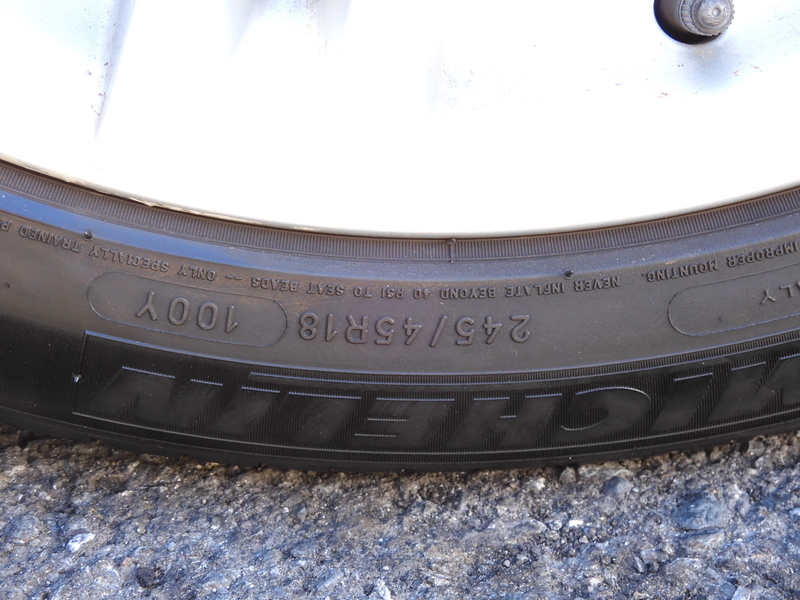 IMPROPER MOUNTING.
NEVER INFLATE BEYOND 40 PSI TO SEAT BEADS -- ONLY SPECIALLY TRAINED
245/45R18 100Y
MICHELIN